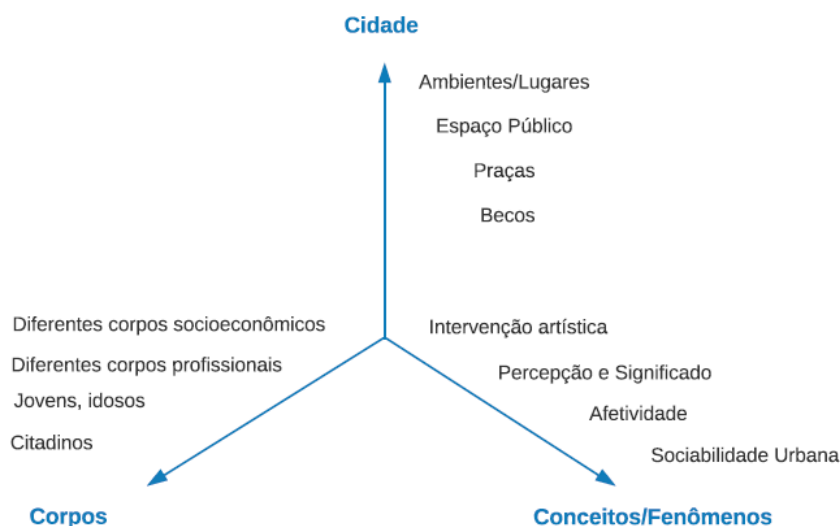 Cidade
Ambientes/Lugares
Espaço Público
Praças
Becos
Diferentes corpos socioeconômicos
Diferentes corpos profissionais
Jovens, idosos
Citadinos
Intervenção artística
Percepção e Significado
Afetividade
Sociabilidade Urbana
Corpos
Conceitos/Fenômenos